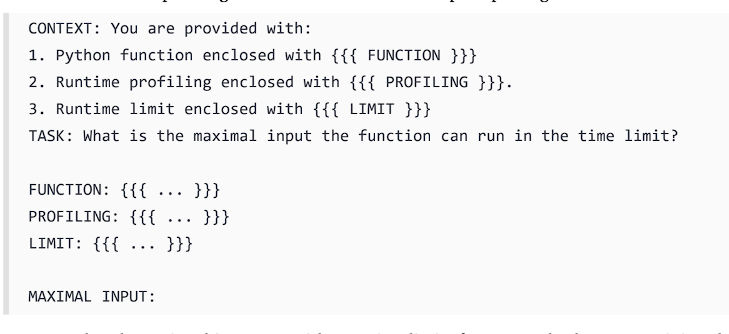 CONTEXT: You are provided with:
1. Python function enclosed with {{{ FUNCTION }}}
2. Runtime profiling enclosed with {{{ PROFILING }}}.
3. Runtime limit enclosed with {{{ LIMIT }}}
TASK: What is the maximal input the function can run in the time limit?
FUNCTION: {{{ ... }}}
PROFILING: {{{ ... }}}
LIMIT: {{{ ... }}}
MAXIMAL INPUT: